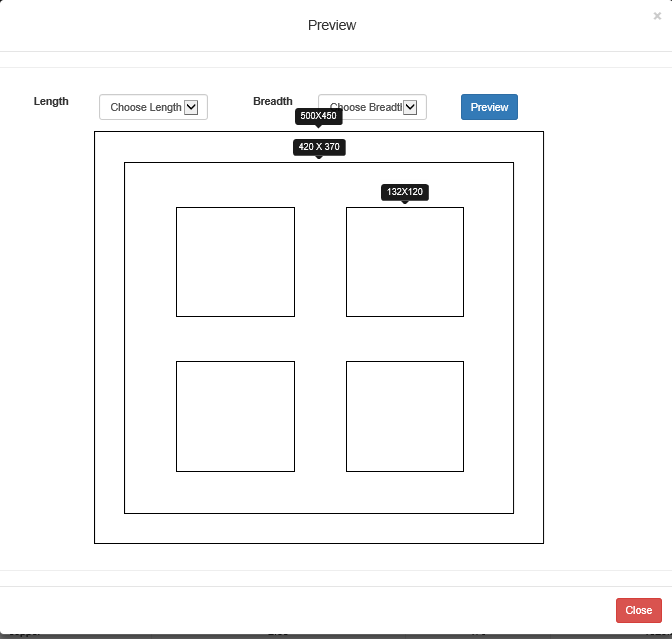 Preview
×
Length
Choose Length
Breadth
Choose Breadtl
Preview
500X450
420 X 370
132X120
Close